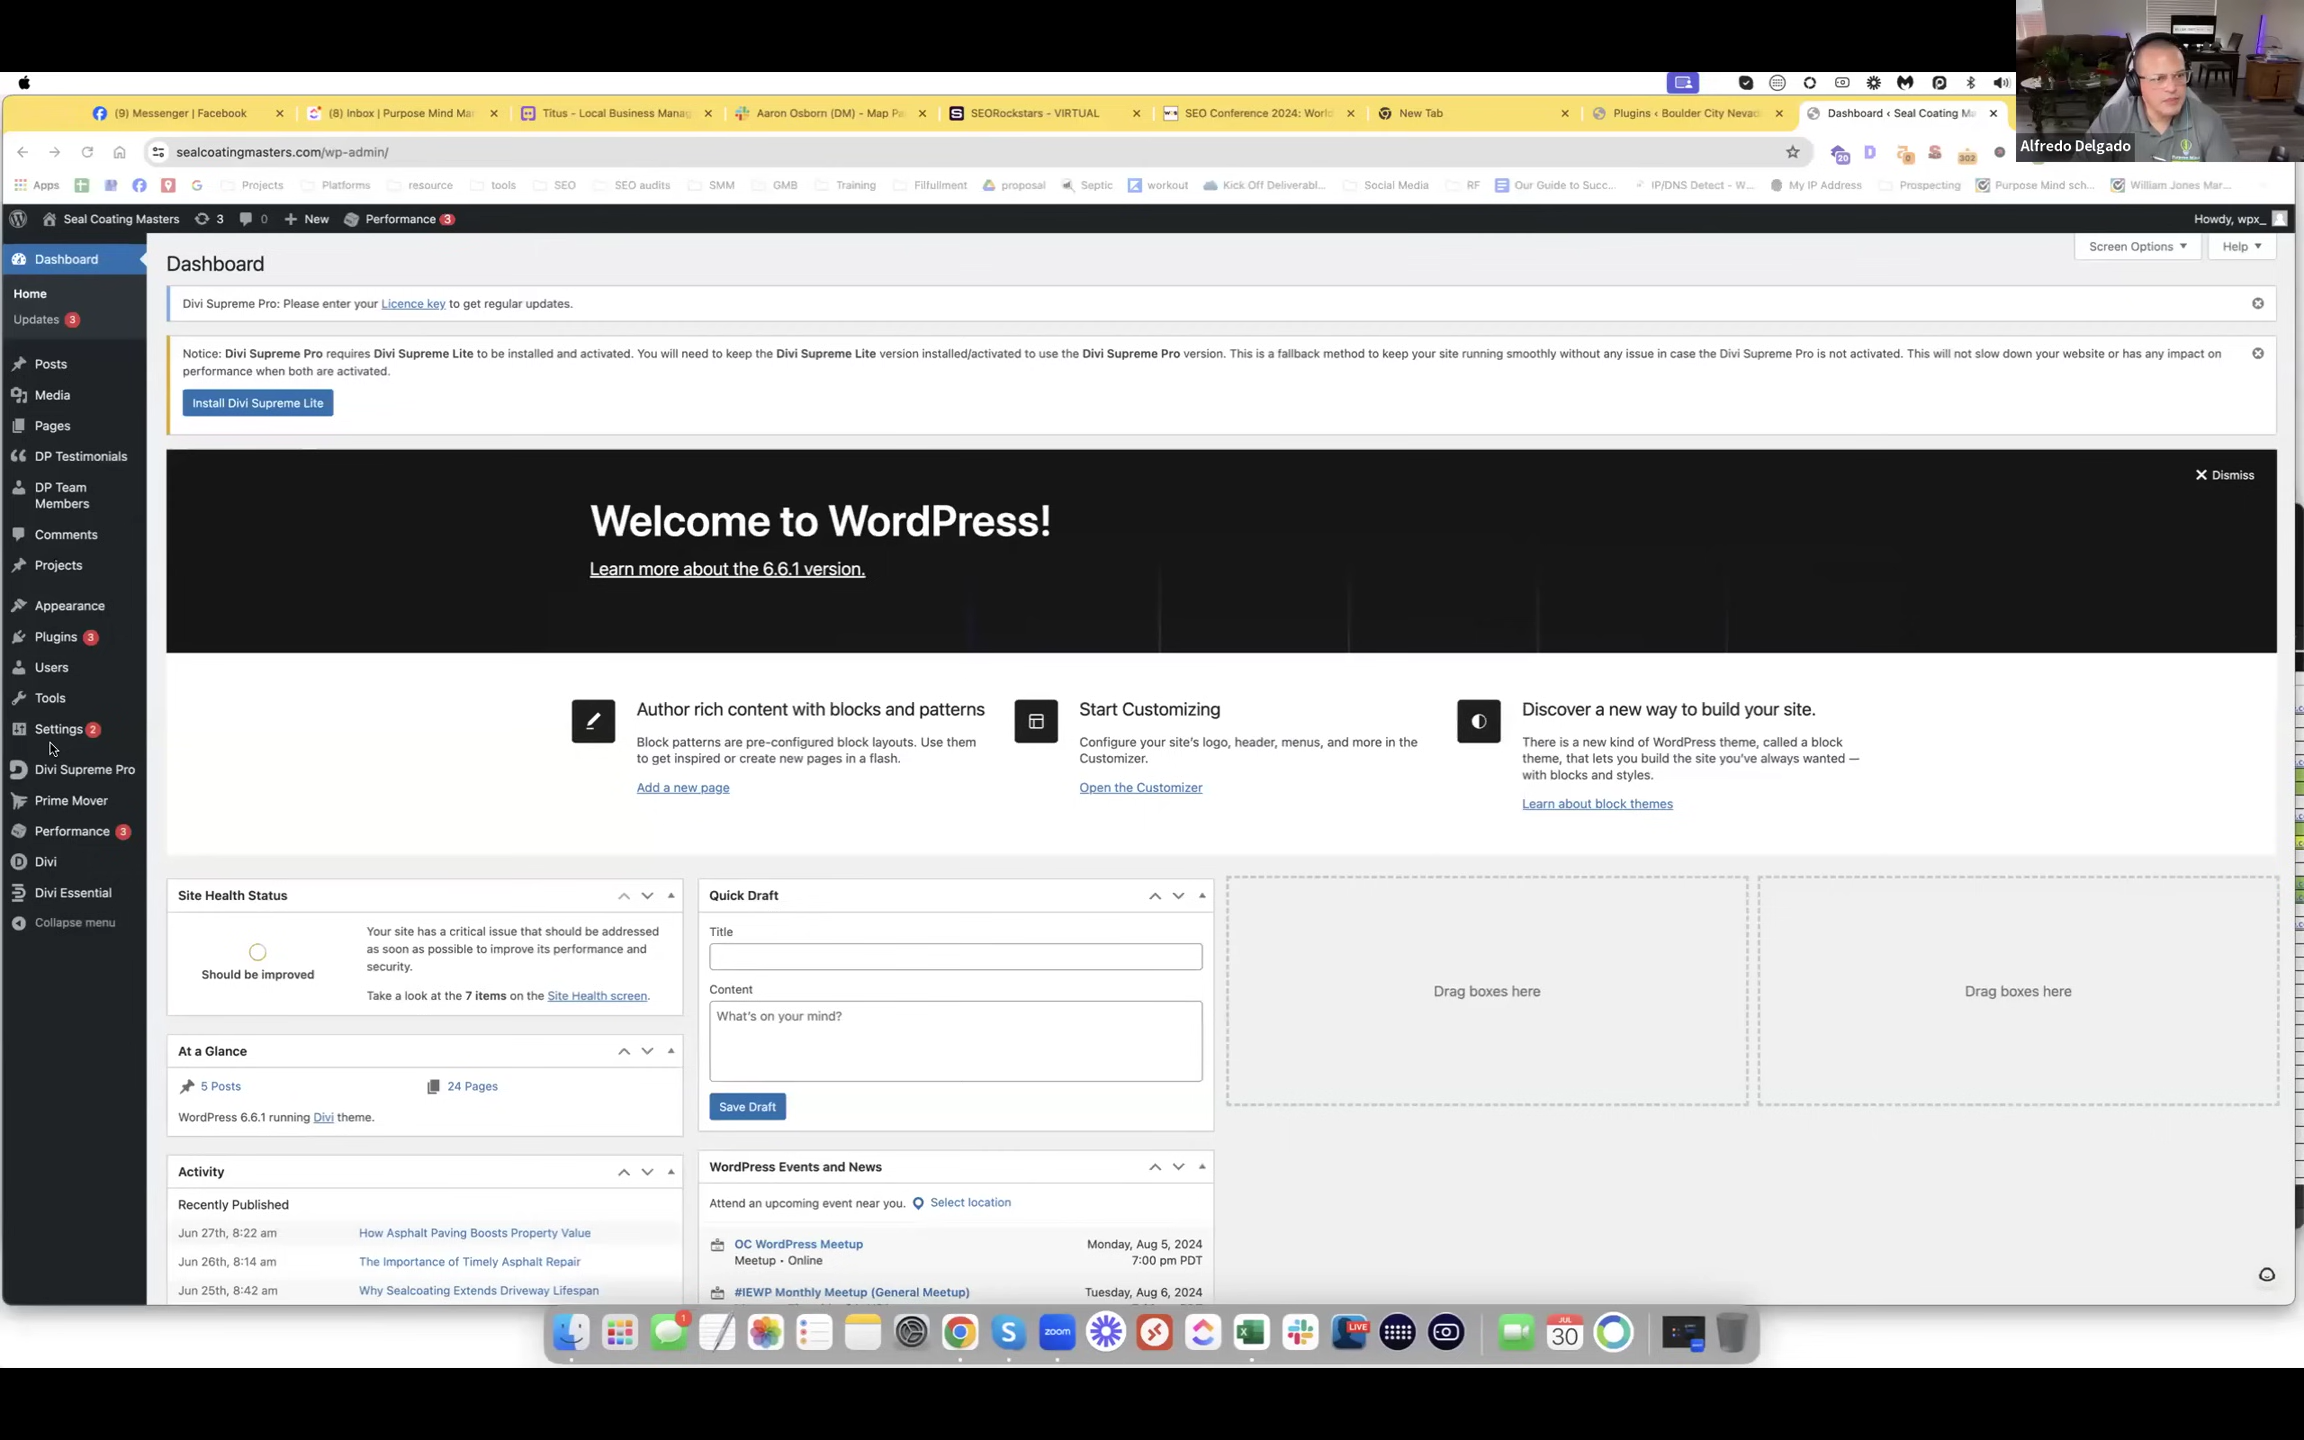 Alfredo Delgado
(9) Messenger | Facebook
(8) Inbox | Purpose Mind Mar
Titus - Local Business Manag
Aaron Osborn (DM) - Map Pa
SEORockstars - VIRTUAL
SEO Conference 2024: World
New Tab
Plugins ‹ Boulder City Nevad
Dashboard ‹ Seal Coating Ma
sealcoatingmasters.com/wp-admin/
20
0
302
Apps
Projects
Platforms
resource
tools
SEO
SEO audits
SMM
GMB
Training
Filfullment
proposal
Septic
workout
Kick Off Deliverabl...
Social Media
RF
Our Guide to Succ...
IP/DNS Detect - W...
My IP Address
Prospecting
Purpose Mind sch...
William Jones Mar...
Seal Coating Masters
3
0
New
Performance 3
Howdy, wpx_
Dashboard
Home
Updates 3
Posts
Media
Pages
DP Testimonials
DP Team
Members
Comments
Projects
Appearance
Plugins 3
Users
Tools
Settings 2
Divi Supreme Pro
Prime Mover
Performance 3
Divi
Divi Essential
Collapse menu
Screen Options
Help
Dashboard
Divi Supreme Pro: Please enter your Licence key to get regular updates.
Notice: Divi Supreme Pro requires Divi Supreme Lite to be installed and activated. You will need to keep the Divi Supreme Lite version installed/activated to use the Divi Supreme Pro version. This is a fallback method to keep your site running smoothly without any issue in case the Divi Supreme Pro is not activated. This will not slow down your website or has any impact on
performance when both are activated.
Install Divi Supreme Lite
Dismiss
Welcome to WordPress!
Learn more about the 6.6.1 version.
Author rich content with blocks and patterns
Block patterns are pre-configured block layouts. Use them
to get inspired or create new pages in a flash.
Add a new page
Start Customizing
Configure your site's logo, header, menus, and more in the
Customizer.
Open the Customizer
Discover a new way to build your site.
There is a new kind of WordPress theme, called a block
theme, that lets you build the site you've always wanted —
with blocks and styles.
Learn about block themes
Site Health Status
Should be improved
Your site has a critical issue that should be addressed
as soon as possible to improve its performance and
security.
Take a look at the 7 items on the Site Health screen.
At a Glance
5 Posts
24 Pages
WordPress 6.6.1 running Divi theme.
Activity
Recently Published
Jun 27th, 8:22 am
How Asphalt Paving Boosts Property Value
Jun 26th, 8:14 am
The Importance of Timely Asphalt Repair
Jun 25th, 8:42 am
Why Sealcoating Extends Driveway Lifespan
Quick Draft
Title
Content
What's on your mind?
Save Draft
WordPress Events and News
Attend an upcoming event near you.
Select location
OC WordPress Meetup
Monday, Aug 5, 2024
Meetup • Online
7:00 pm PDT
#IEWP Monthly Meetup (General Meetup)
Tuesday, Aug 6, 2024
Drag boxes here
Drag boxes here
1
zoom
LIVE
JUL
30